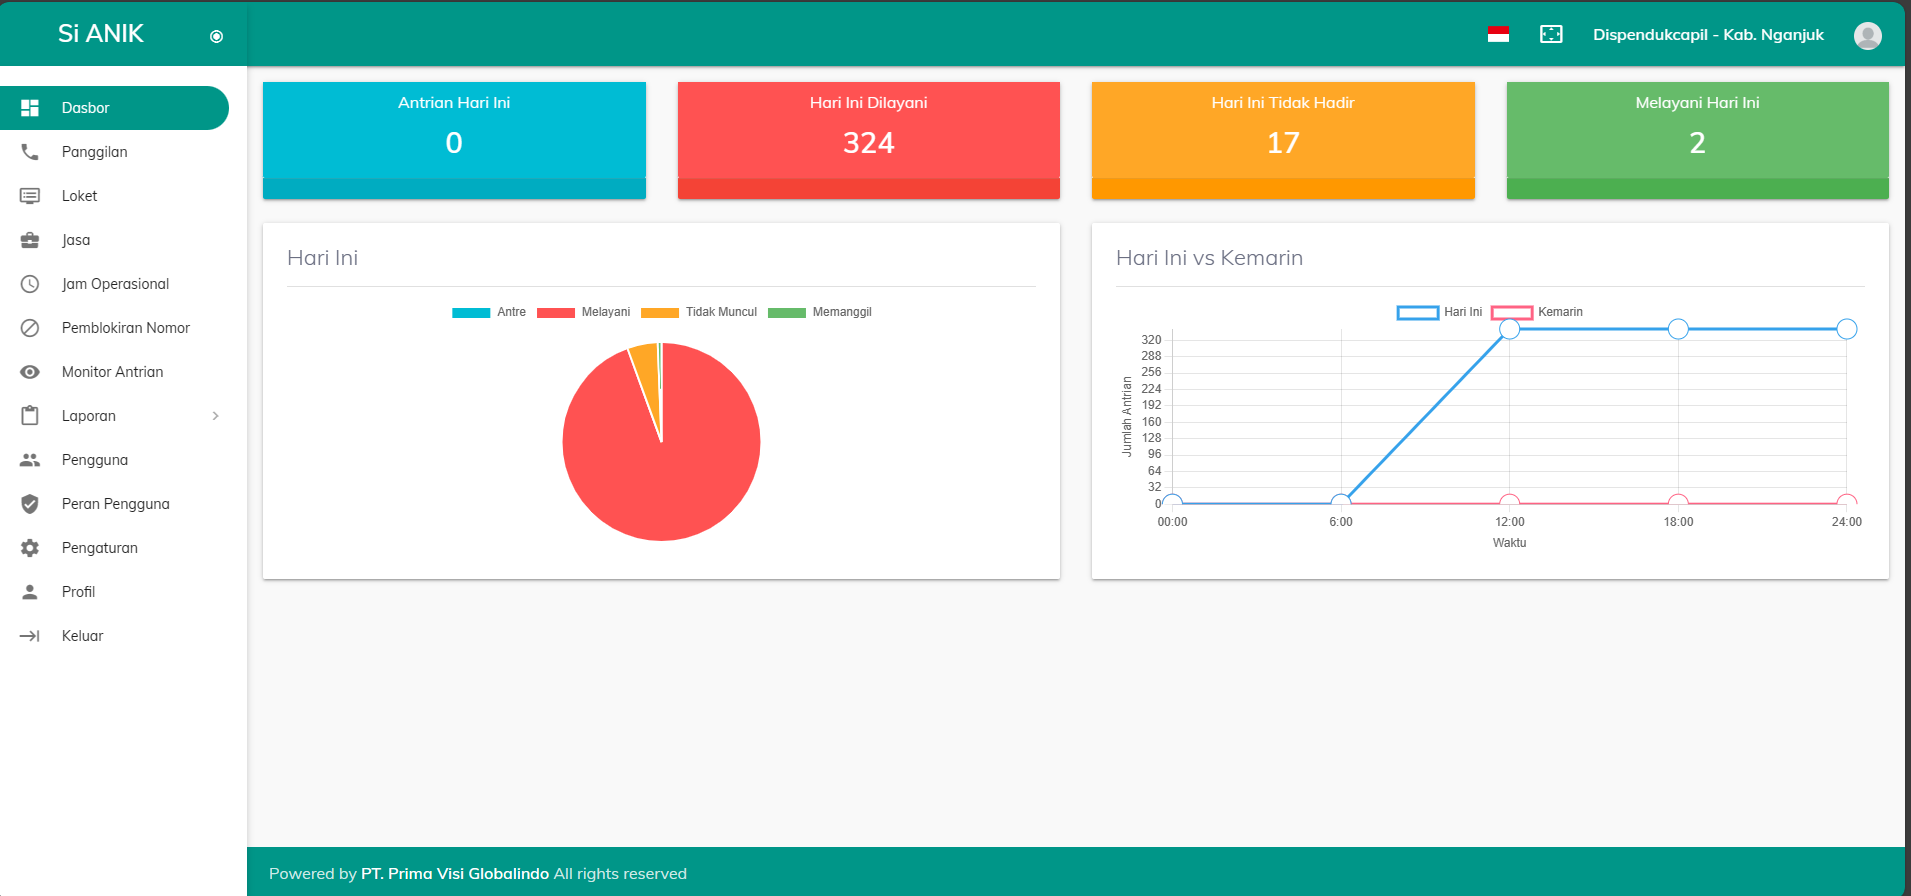 Si ANIK
Dispendukcapil - Kab. Nganjuk
Dasbor
Panggilan
Loket
Jasa
Jam Operasional
Pemblokiran Nomor
Monitor Antrian
Laporan
Pengguna
Peran Pengguna
Pengaturan
Profil
Keluar
Antrian Hari Ini
0
Hari Ini Dilayani
324
Hari Ini Tidak Hadir
17
Melayani Hari Ini
2
Hari Ini
Antre Melayani Tidak Muncul Memanggil
Hari Ini vs Kemarin
Hari Ini Kemarin
Jumlah Antrian
320
288
256
224
192
160
128
96
64
32
0
00:00 6:00 12:00 18:00 24:00
Waktu
Powered by PT. Prima Visi Globalindo All rights reserved